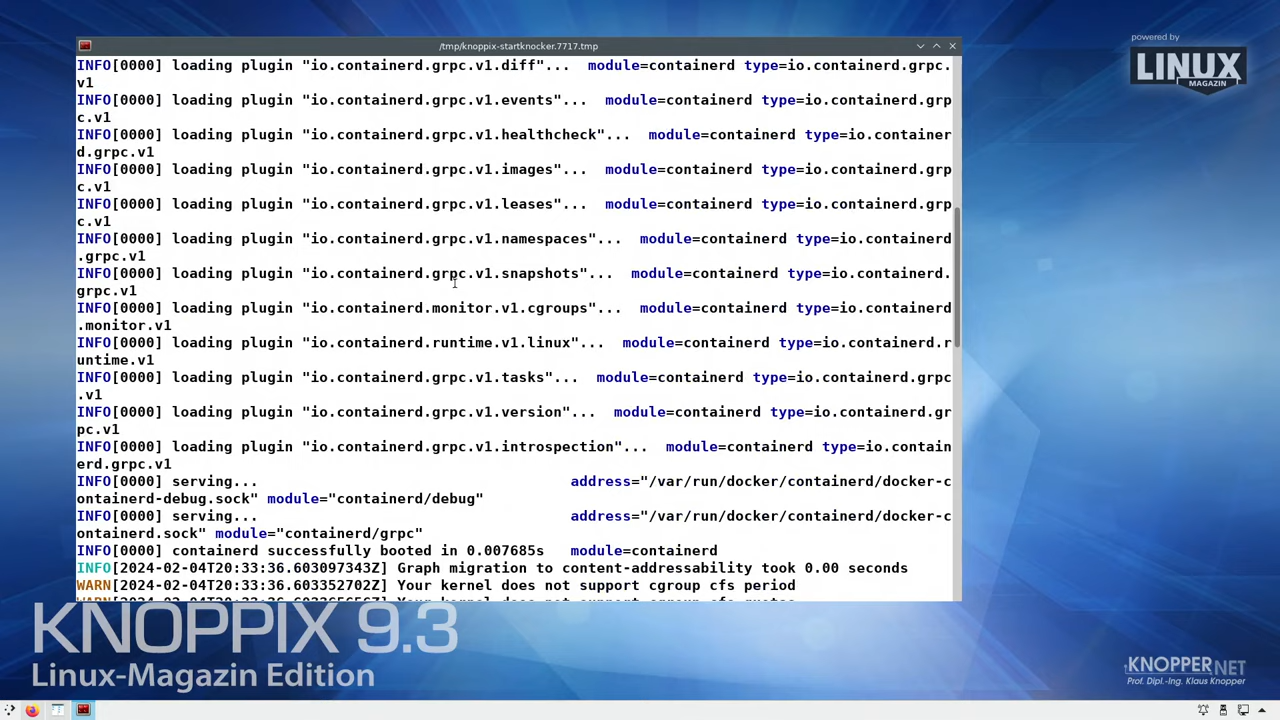 /tmp/knoppix-startknocker.7717.tmp
powered by
LINUX
MAGAZIN
INFO[0000] loading plugin "io.containerd.grpc.v1.diff"...  module=containerd type=io.containerd.grpc.
v1
INFO[0000] loading plugin "io.containerd.grpc.v1.events"...  module=containerd type=io.containerd.grp
c.v1
INFO[0000] loading plugin "io.containerd.grpc.v1.healthcheck"...  module=containerd type=io.container
d.grpc.v1
INFO[0000] loading plugin "io.containerd.grpc.v1.images"...  module=containerd type=io.containerd.grp
c.v1
INFO[0000] loading plugin "io.containerd.grpc.v1.leases"...  module=containerd type=io.containerd.grp
c.v1
INFO[0000] loading plugin "io.containerd.grpc.v1.namespaces"...  module=containerd type=io.containerd
.grpc.v1
INFO[0000] loading plugin "io.containerd.grpc.v1.snapshots"...  module=containerd type=io.containerd.
grpc.v1
INFO[0000] loading plugin "io.containerd.monitor.v1.cgroups"...  module=containerd type=io.containerd
.monitor.v1
INFO[0000] loading plugin "io.containerd.runtime.v1.linux"...  module=containerd type=io.containerd.r
untime.v1
INFO[0000] loading plugin "io.containerd.grpc.v1.tasks"...  module=containerd type=io.containerd.grpc
.v1
INFO[0000] loading plugin "io.containerd.grpc.v1.version"...  module=containerd type=io.containerd.gr
pc.v1
INFO[0000] loading plugin "io.containerd.grpc.v1.introspection"...  module=containerd type=io.contain
erd.grpc.v1
INFO[0000] serving...                                    address="/var/run/docker/containerd/docker-c
ontainerd-debug.sock" module="containerd/debug"
INFO[0000] serving...                                    address="/var/run/docker/containerd/docker-c
ontainerd.sock" module="containerd/grpc"
INFO[0000] containerd successfully booted in 0.007685s   module=containerd
INFO[2024-02-04T20:33:36.603097343Z] Graph migration to content-addressability took 0.00 seconds
WARN[2024-02-04T20:33:36.603352702Z] Your kernel does not support cgroup cfs period
KNOPPIX 9.3
Linux-Magazin Edition
KNOPPER.NET
Prof. Dipl.-Ing. Klaus Knopper